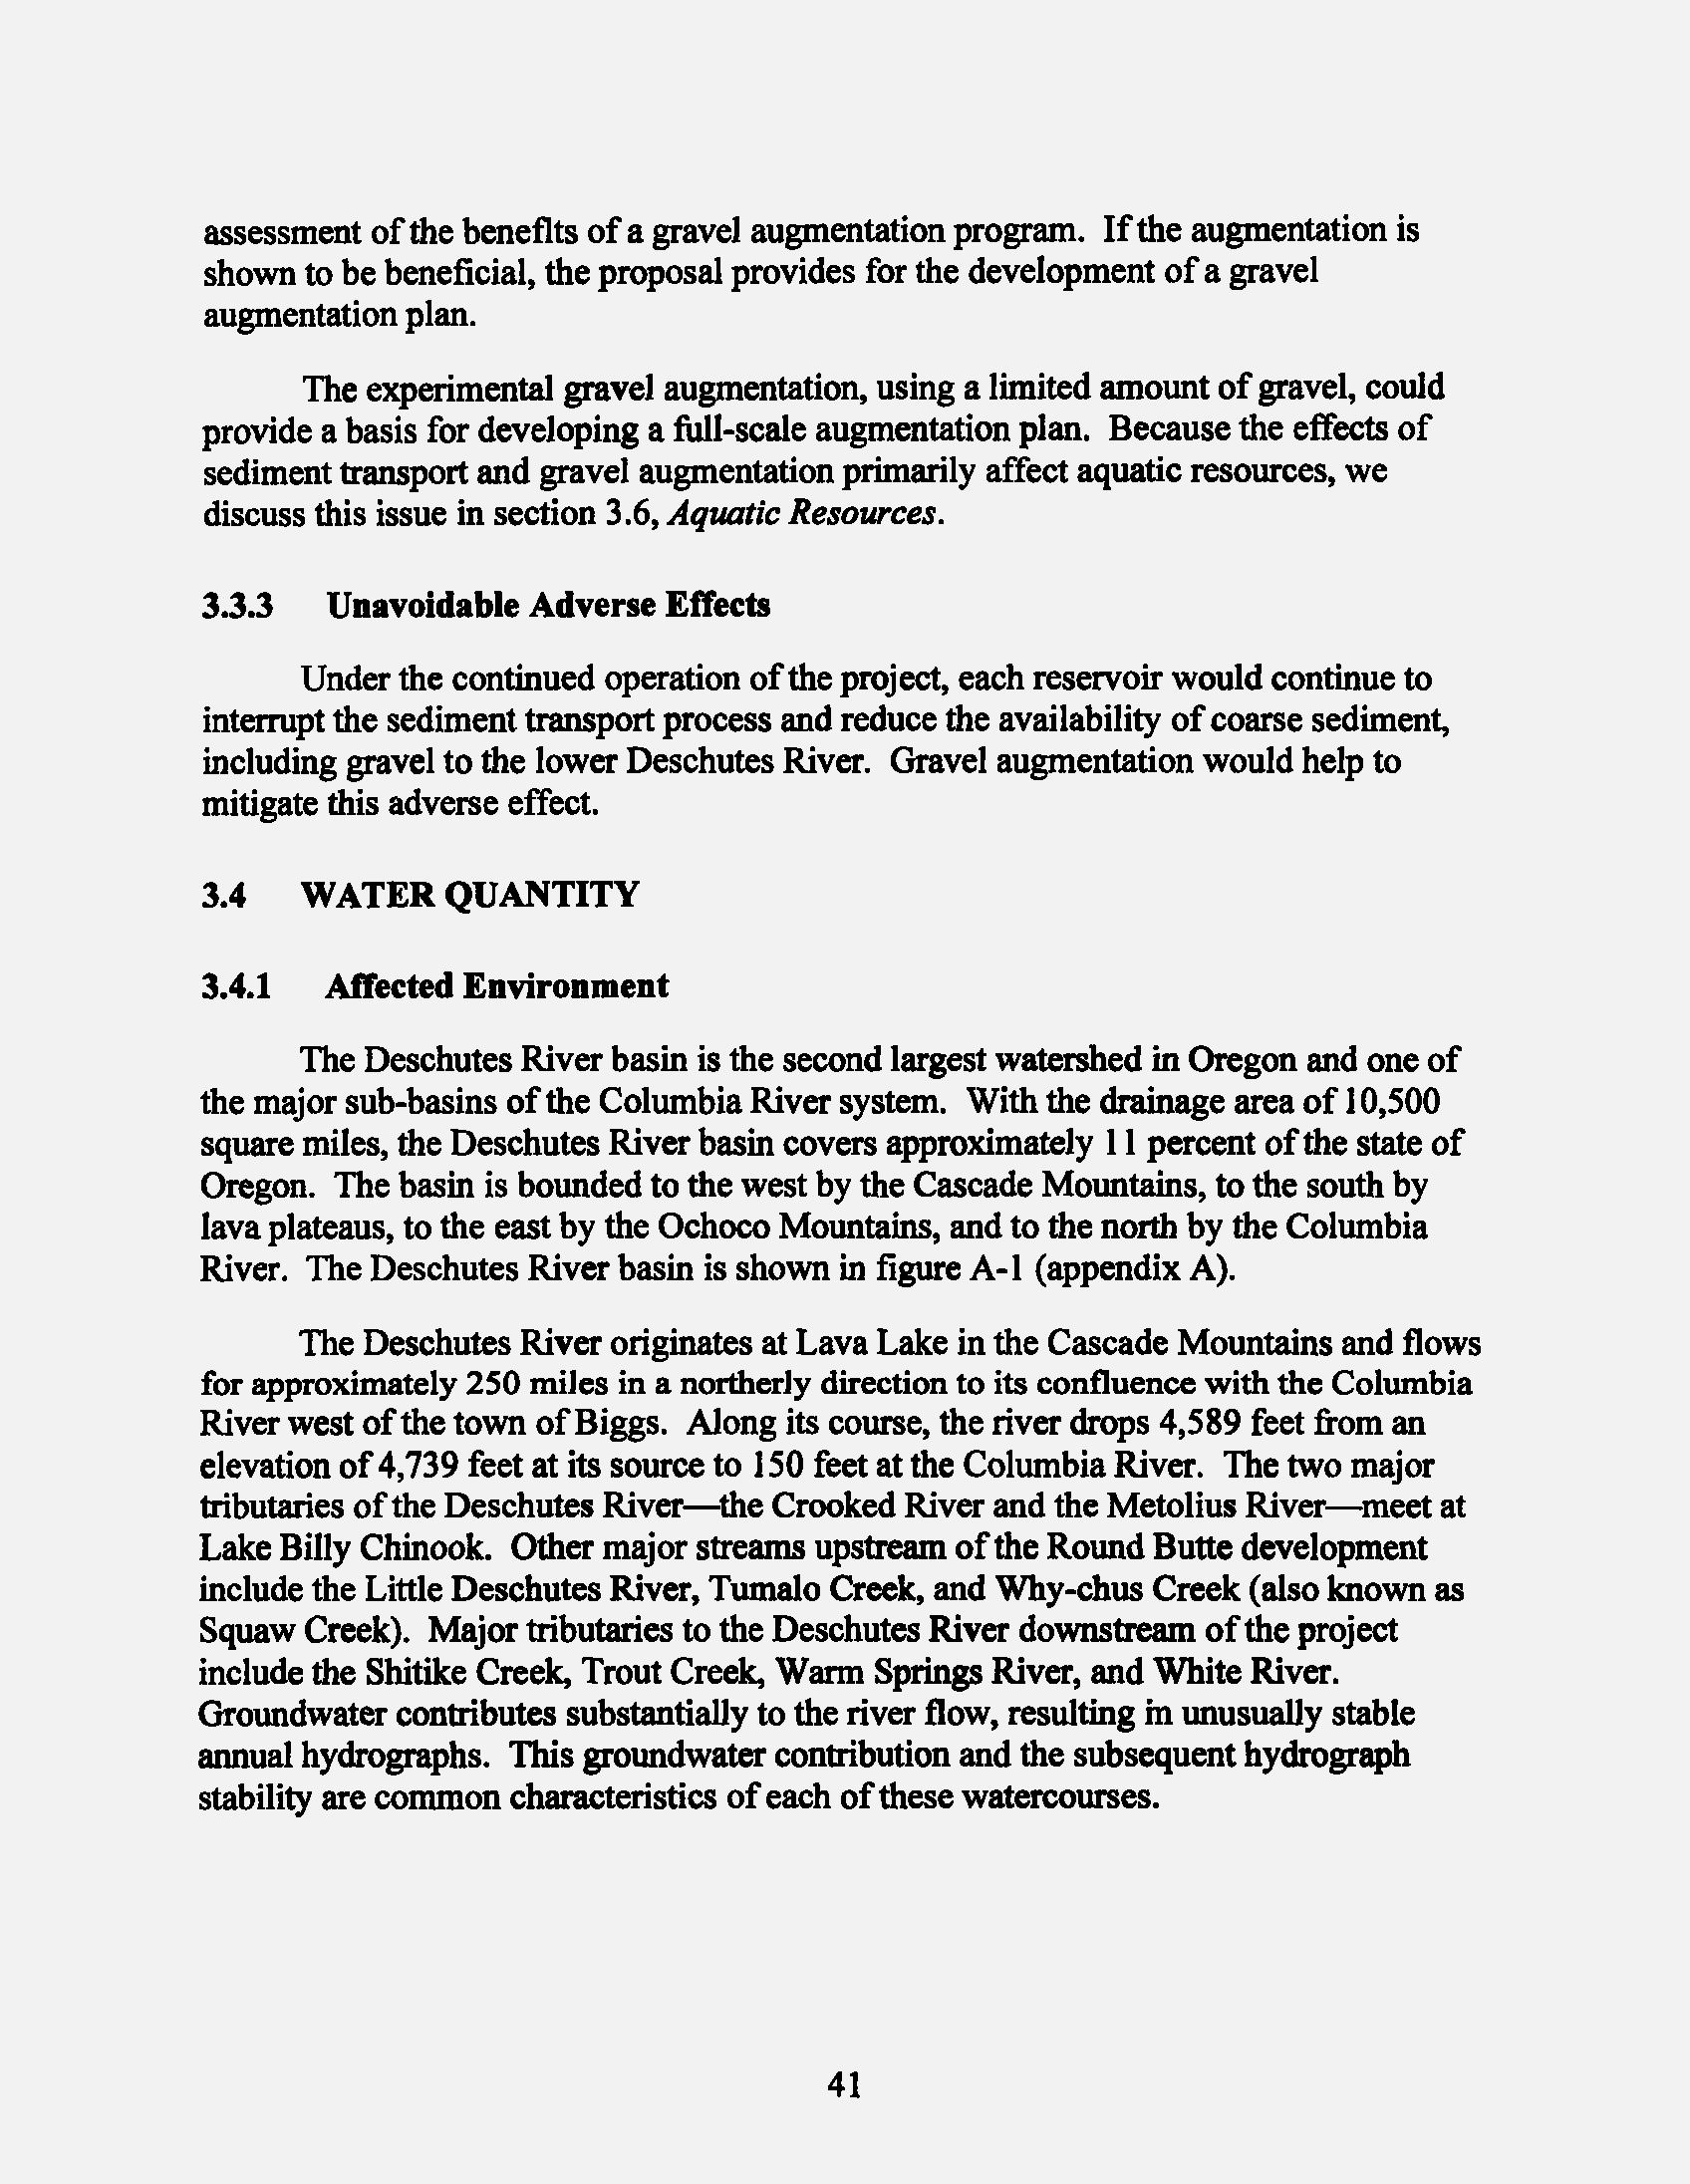 assessment of the benefits of a gravel augmentation program.  If the augmentation is
shown to be beneficial, the proposal provides for the development of a gravel
augmentation plan.
The experimental gravel augmentation, using a limited amount of gravel, could
provide a basis for developing a full-scale augmentation plan.  Because the effects of
sediment transport and gravel augmentation primarily affect aquatic resources, we
discuss this issue in section 3.6, Aquatic Resources.
3.3.3 Unavoidable Adverse Effects
Under the continued operation of the project, each reservoir would continue to
interrupt the sediment transport process and reduce the availability of coarse sediment,
including gravel to the lower Deschutes River.  Gravel augmentation would help to
mitigate this adverse effect.
3.4 WATER QUANTITY
3.4.1 Affected Environment
The Deschutes River basin is the second largest watershed in Oregon and one of
the major sub-basins of the Columbia River system.  With the drainage area of 10,500
square miles, the Deschutes River basin covers approximately 11 percent of the state of
Oregon.  The basin is bounded to the west by the Cascade Mountains, to the south by
lava plateaus, to the east by the Ochoco Mountains, and to the north by the Columbia
River.  The Deschutes River basin is shown in figure A-1 (appendix A).
The Deschutes River originates at Lava Lake in the Cascade Mountains and flows
for approximately 250 miles in a northerly direction to its confluence with the Columbia
River west of the town of Biggs.  Along its course, the river drops 4,589 feet from an
elevation of 4,739 feet at its source to 150 feet at the Columbia River.  The two major
tributaries of the Deschutes River—the Crooked River and the Metolius River—meet at
Lake Billy Chinook.  Other major streams upstream of the Round Butte development
include the Little Deschutes River, Tumalo Creek, and Why-chus Creek (also known as
Squaw Creek).  Major tributaries to the Deschutes River downstream of the project
include the Shitike Creek, Trout Creek, Warm Springs River, and White River.
Groundwater contributes substantially to the river flow, resulting in unusually stable
annual hydrographs.  This groundwater contribution and the subsequent hydrograph
stability are common characteristics of each of these watercourses.
41